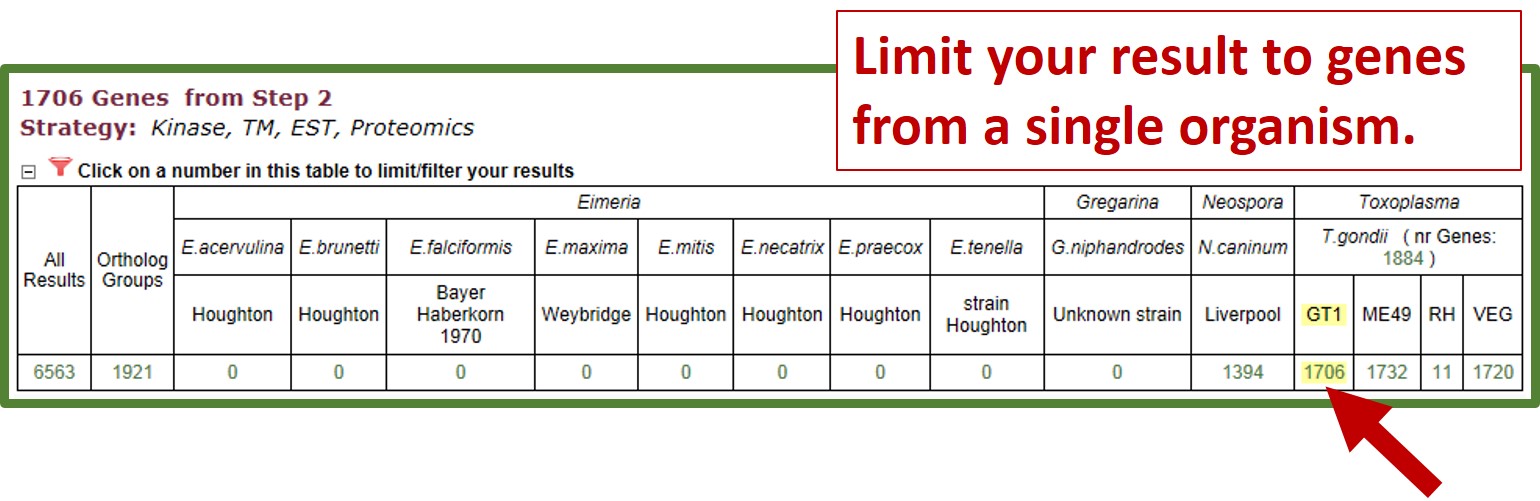 Limit your result to genes
from a single organism.
1706 Genes from Step 2
Strategy: Kinase, TM, EST, Proteomics
Click on a number in this table to limit/filter your results
All Results Ortholog Groups Eimeria Gregarina Neospora Toxoplasma
E.acervulina E.brunetti E.falciformis E.maxima E.mitis E.necatrix E.praecox E.tenella G.niphandrodes N.caninum T.gondii ( nr Genes: 1884 )
Houghton Houghton Bayer Haberkorn 1970 Weybridge Houghton Houghton Houghton strain Houghton Unknown strain Liverpool GT1 ME49 RH VEG
6563 1921 0 0 0 0 0 0 0 0 0 1394 1706 1732 11 1720